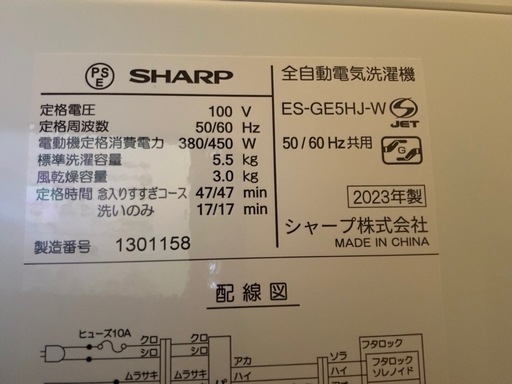 PS
E
SHARP
全自動電気洗濯機
定格電圧 100 V
定格周波数 50/60 Hz
電動機定格消費電力 380/450 W
標準洗濯容量 5.5 kg
風乾燥容量 3.0 kg
定格時間 念入りすすぎコース 47/47 min
洗いのみ 17/17 min
製造番号 1301158
ES-GE5HJ-W
S-JET
50/60 Hz共用
G
2023年製
シャープ株式会社
MADE IN CHINA
配線図
ヒューズ10A
クロ クロ
シロ シロ
アカ ソラ
ハイ ハイ
ムラサキ ムラサキ
フタロック
フタロック
ソレノイド